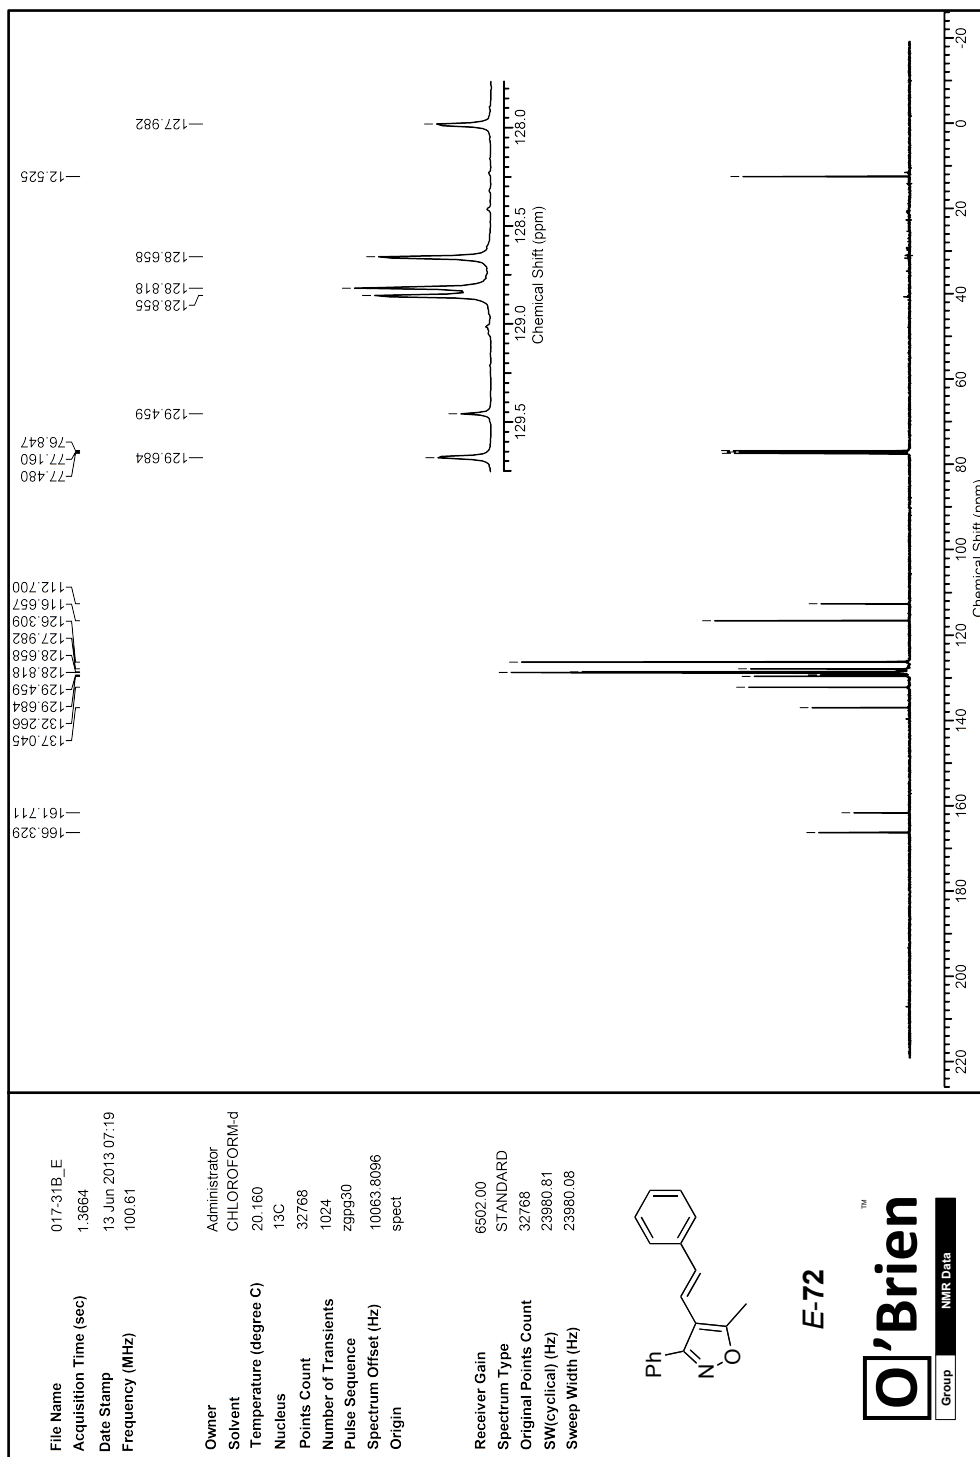 File Name 017-31B_E
Acquisition Time (sec) 1.3664
Date Stamp 13 Jun 2013 07:19
Frequency (MHz) 100.61
Owner Administrator
Solvent CHLOROFORM-d
Temperature (degree C) 20.160
Nucleus 13C
Points Count 32768
Number of Transients 1024
Pulse Sequence zgpg30
Spectrum Offset (Hz) 10063.8096
Origin spect
Receiver Gain 6502.00
Spectrum Type STANDARD
Original Points Count 32768
SW(cyclical) (Hz) 23980.81
Sweep Width (Hz) 23980.08
Ph
N
O
E-72
O'Brien
TM
Group NMR Data
166.329
161.711
137.045
132.266
129.684
129.459
128.818
128.658
127.982
126.309
116.657
112.700
77.480
77.160
76.847
12.525
129.684
129.459
128.855
128.818
128.658
127.982
129.5 129.0 128.5 128.0
Chemical Shift (ppm)
220 200 180 160 140 120 100 80 60 40 20 0 -20
Chemical Shift (ppm)